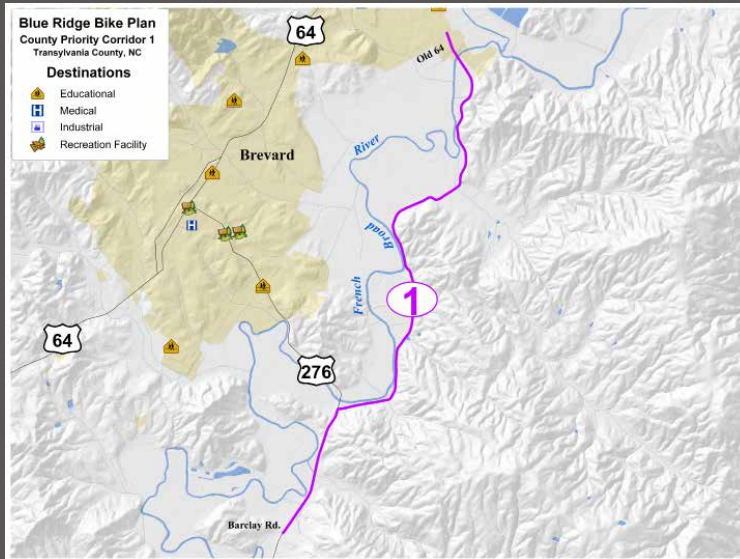 Blue Ridge Bike Plan
County Priority Corridor 1
Transylvania County, NC
Destinations
Educational
Medical
Industrial
Recreation Facility
64
Old 64
River
Brevard
H
Broad
French
1
64
276
Barclay Rd.